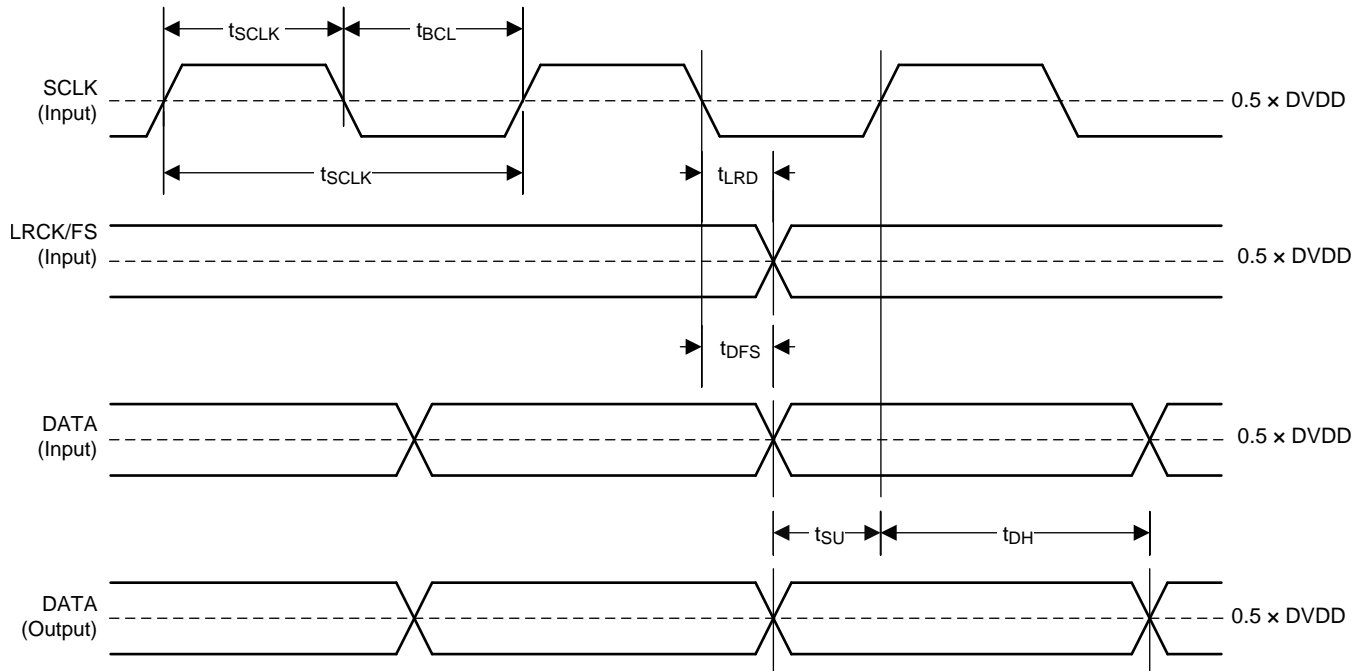 tSCLK
tBCL
SCLK
(Input)
0.5 × DVDD
tSCLK
tLRD
LRCK/FS
(Input)
0.5 × DVDD
tDFS
DATA
(Input)
0.5 × DVDD
tSU
tDH
DATA
(Output)
0.5 × DVDD